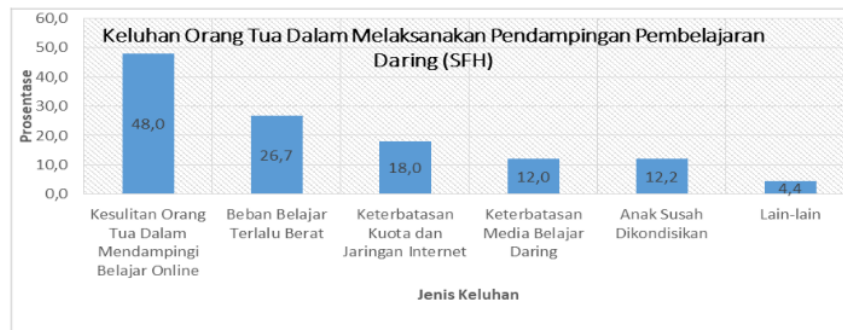 Keluhan Orang Tua Dalam Melaksanakan Pendampingan Pembelajaran
Daring (SFH)
Prosentase
60,0
50,0
40,0
30,0
20,0
10,0
0,0
48,0
26,7
18,0
12,0
12,2
4,4
Kesulitan Orang
Tua Dalam
Mendampingi
Belajar Online
Beban Belajar
Terlalu Berat
Keterbatasan
Kuota dan
Jaringan Internet
Keterbatasan
Media Belajar
Daring
Anak Susah
Dikondisikan
Lain-lain
Jenis Keluhan